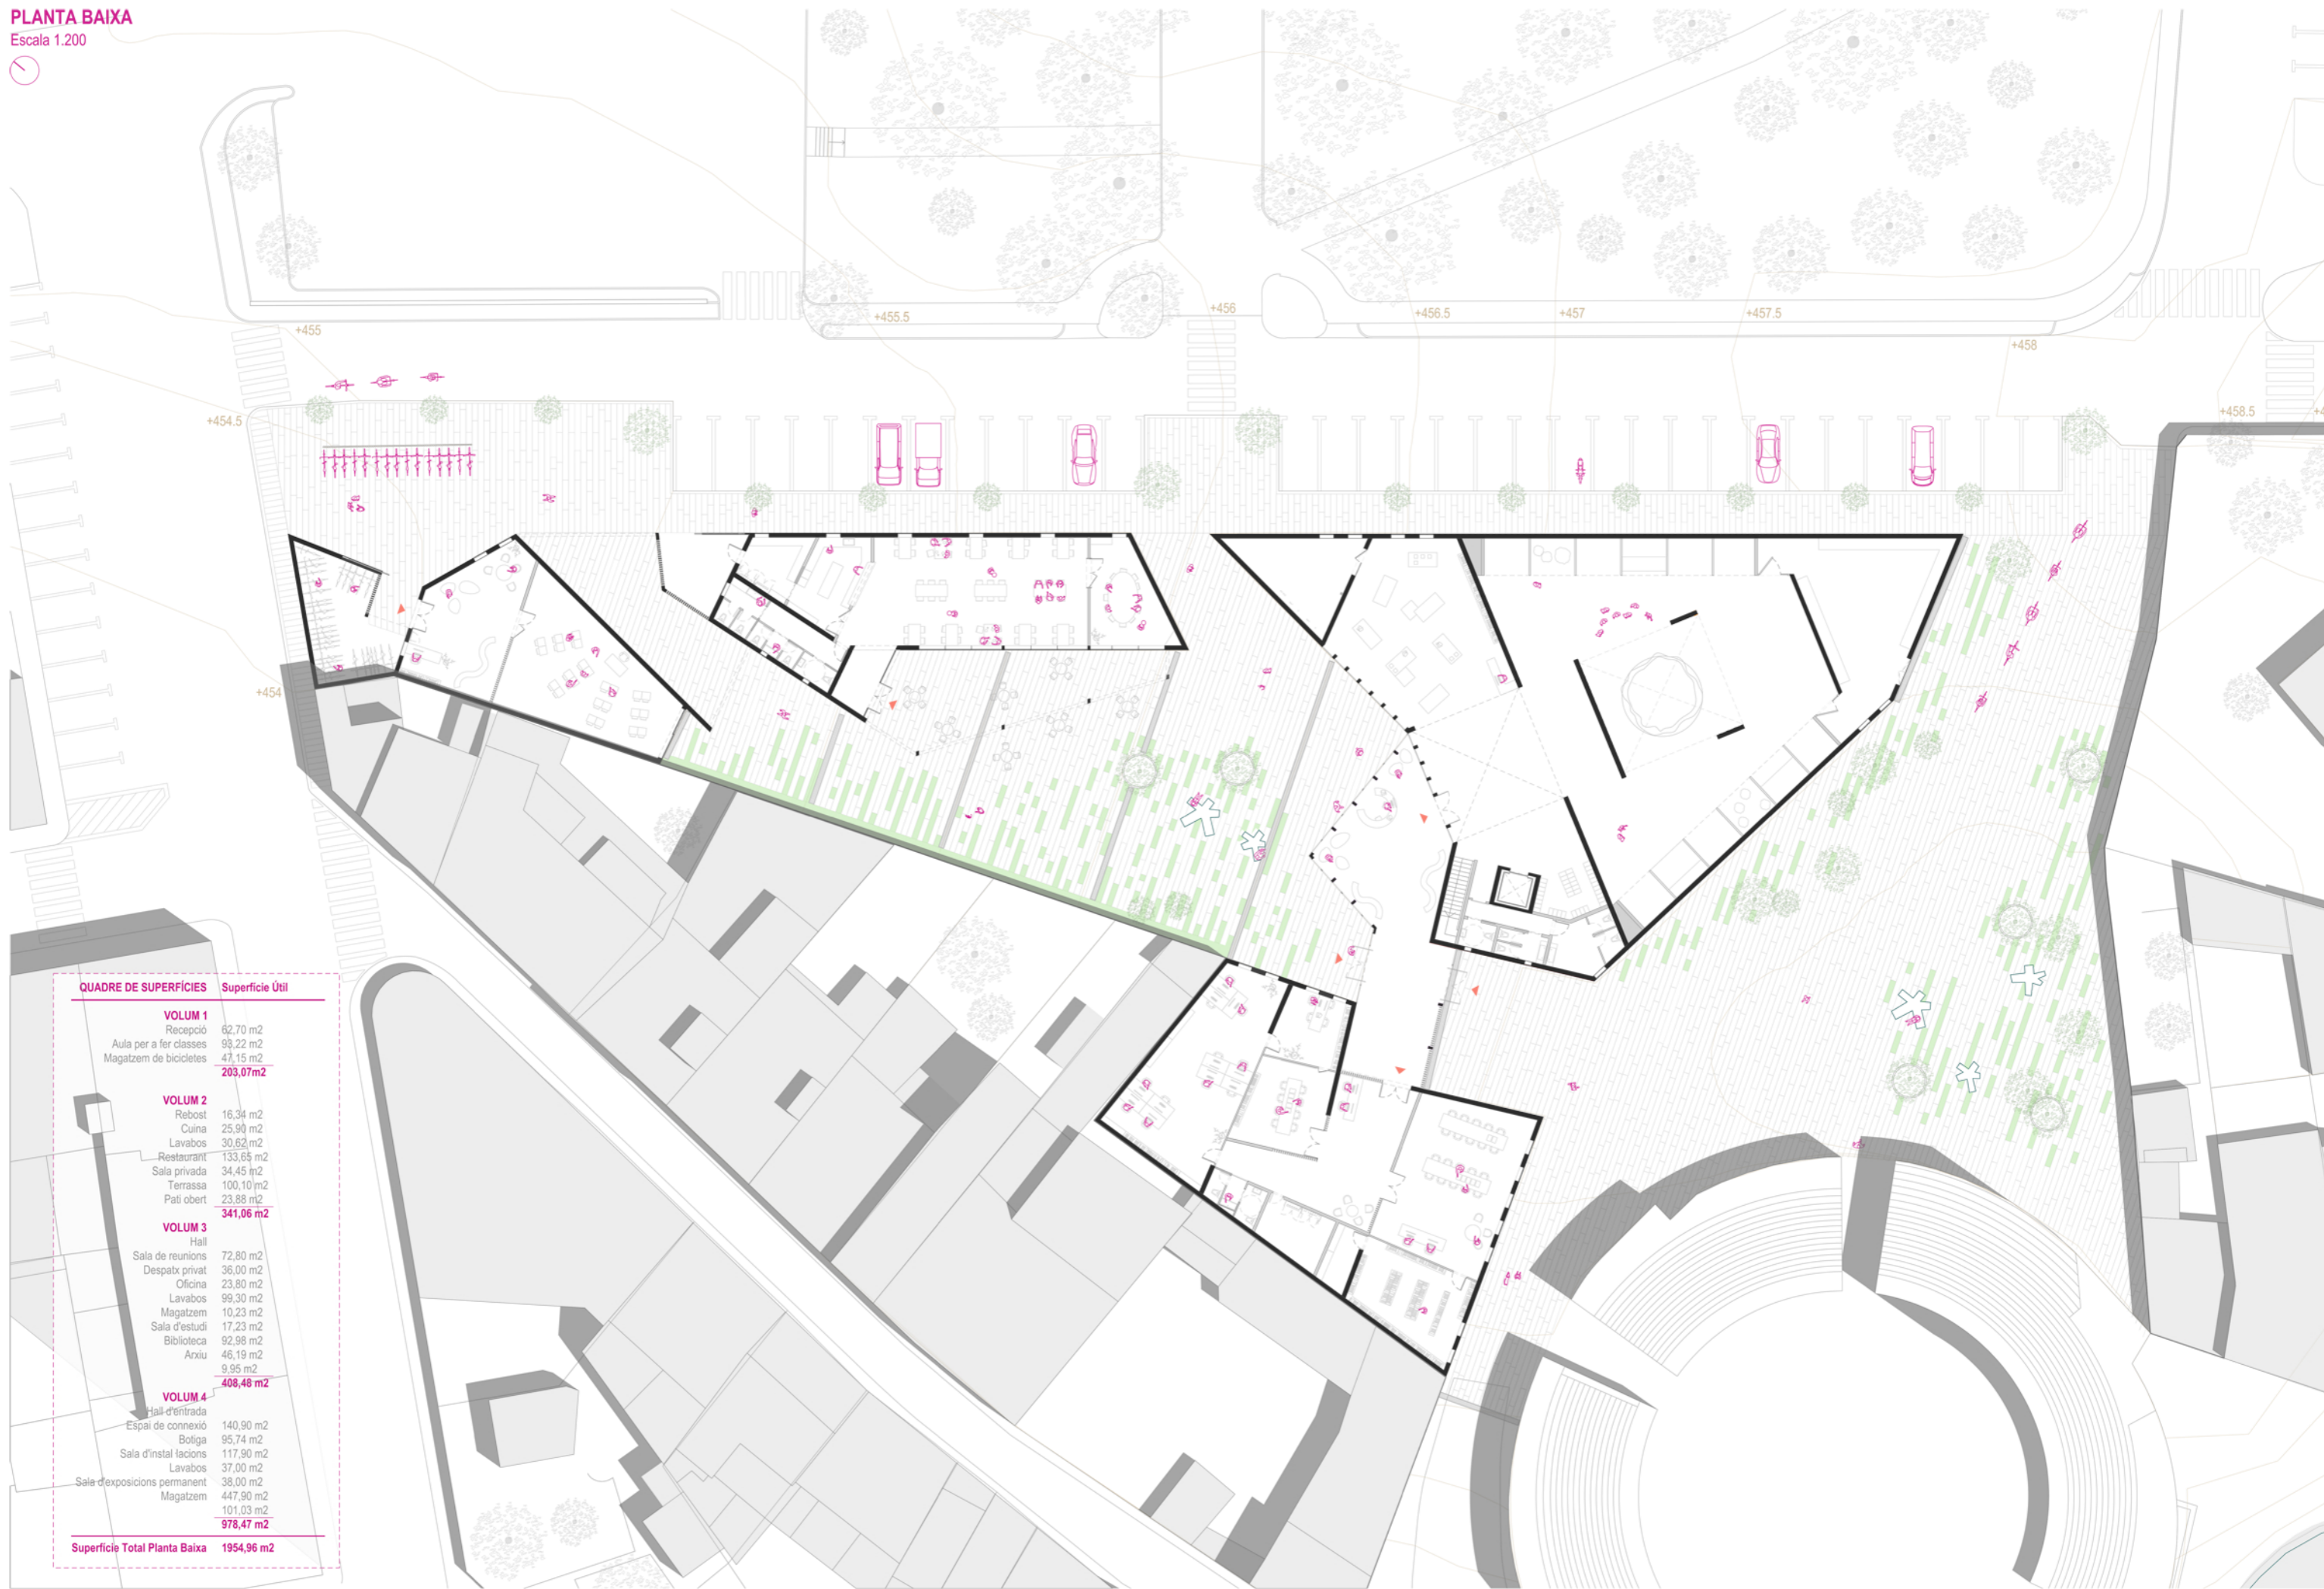 PLANTA BAIXA
Escala 1.200
+455
+455.5
+456
+456.5
+457
+457.5
+458
+454.5
+458.5
+454
QUADRE DE SUPERFÍCIES Superfície Útil
VOLUM 1
Recepció 62,70 m2
Aula per a fer classes 93,22 m2
Magatzem de bicicletes 47,15 m2
203,07m2
VOLUM 2
Rebost 16,34 m2
Cuina 25,90 m2
Lavabos 30,62 m2
Restaurant 133,65 m2
Sala privada 34,45 m2
Terrassa 100,10 m2
Pati obert 23,88 m2
341,06 m2
VOLUM 3
Hall
Sala de reunions 72,80 m2
Despatx privat 36,00 m2
Oficina 23,80 m2
Lavabos 99,30 m2
Magatzem 10,23 m2
Sala d'estudi 17,23 m2
Biblioteca 92,98 m2
Arxiu 46,19 m2
9.95 m2
408,48 m2
VOLUM 4
Hall d'entrada
Espai de connexió 140,90 m2
Botiga 95,74 m2
Sala d'instal·lacions 117,90 m2
Lavabos 37,00 m2
Sala d'exposicions permanent 38,00 m2
Magatzem 447,90 m2
101,03 m2
978,47 m2
Superfície Total Planta Baixa 1954,96 m2